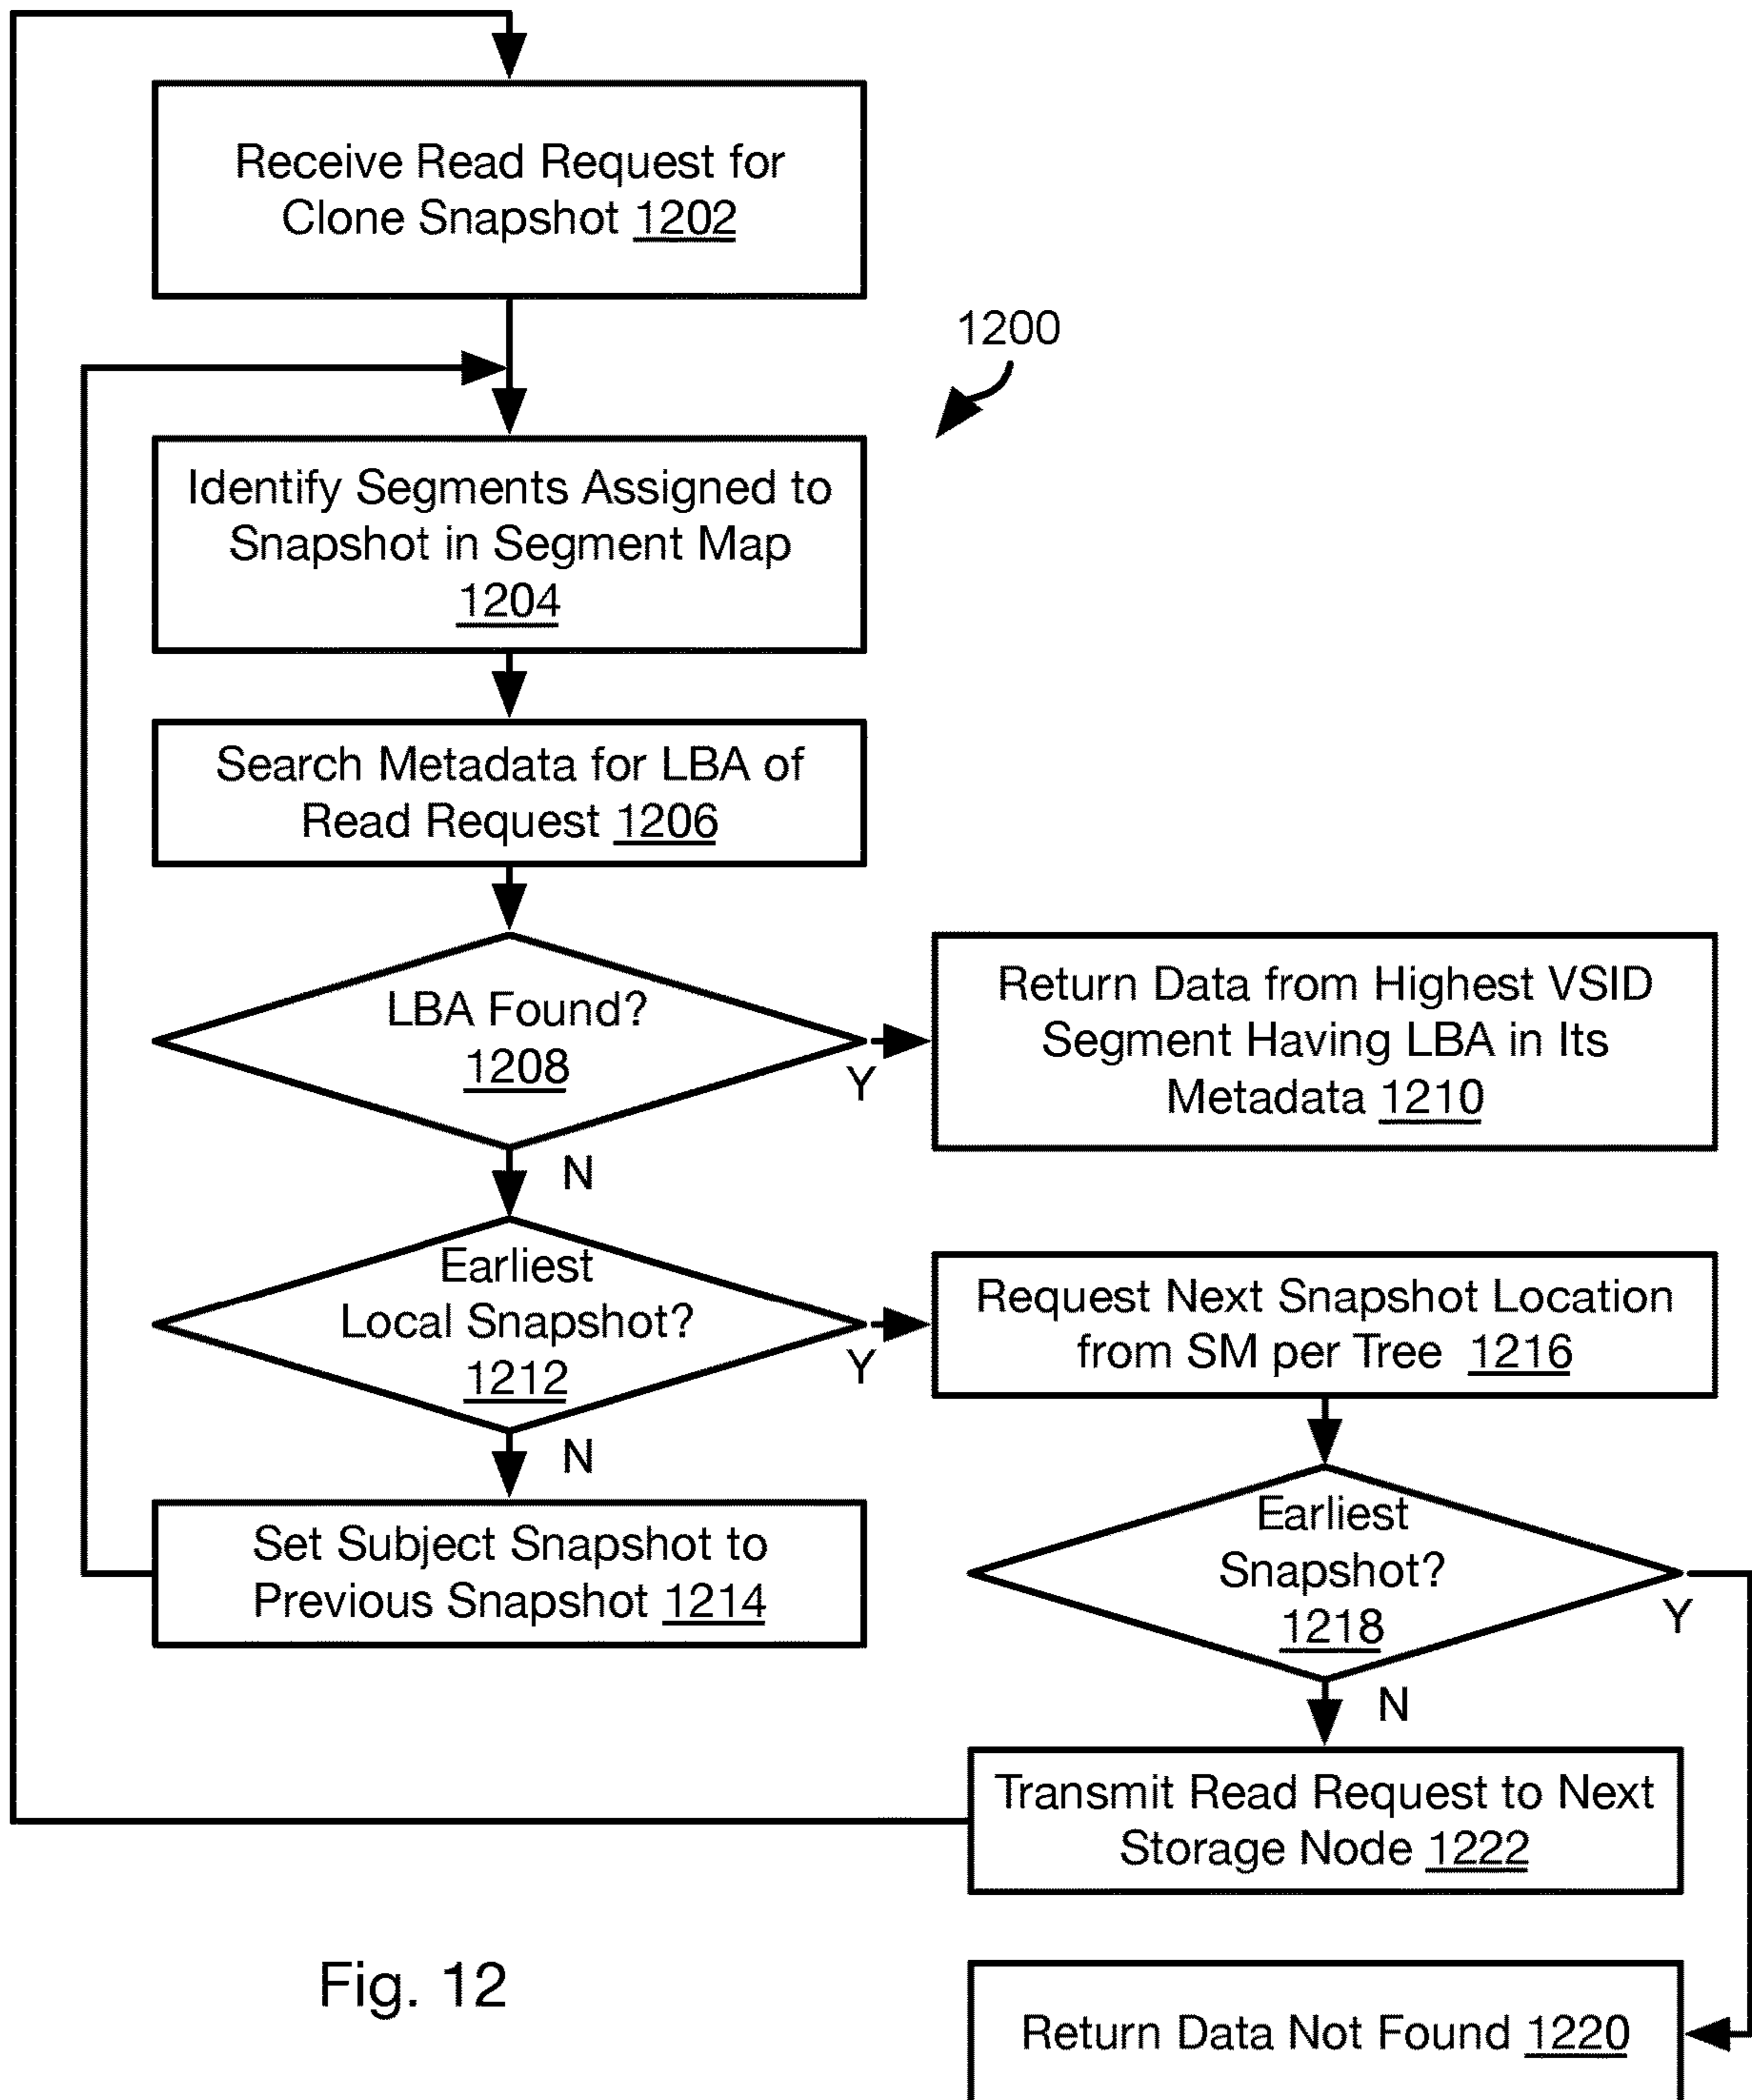 Receive Read Request for
Clone Snapshot 1202
1200
Identify Segments Assigned to
Snapshot in Segment Map
1204
Search Metadata for LBA of
Read Request 1206
LBA Found?
1208
Y
N
Return Data from Highest VSID
Segment Having LBA in Its
Metadata 1210
Earliest
Local Snapshot?
1212
Y
N
Request Next Snapshot Location
from SM per Tree 1216
Set Subject Snapshot to
Previous Snapshot 1214
Earliest
Snapshot?
1218
Y
N
Transmit Read Request to Next
Storage Node 1222
Return Data Not Found 1220
Fig. 12